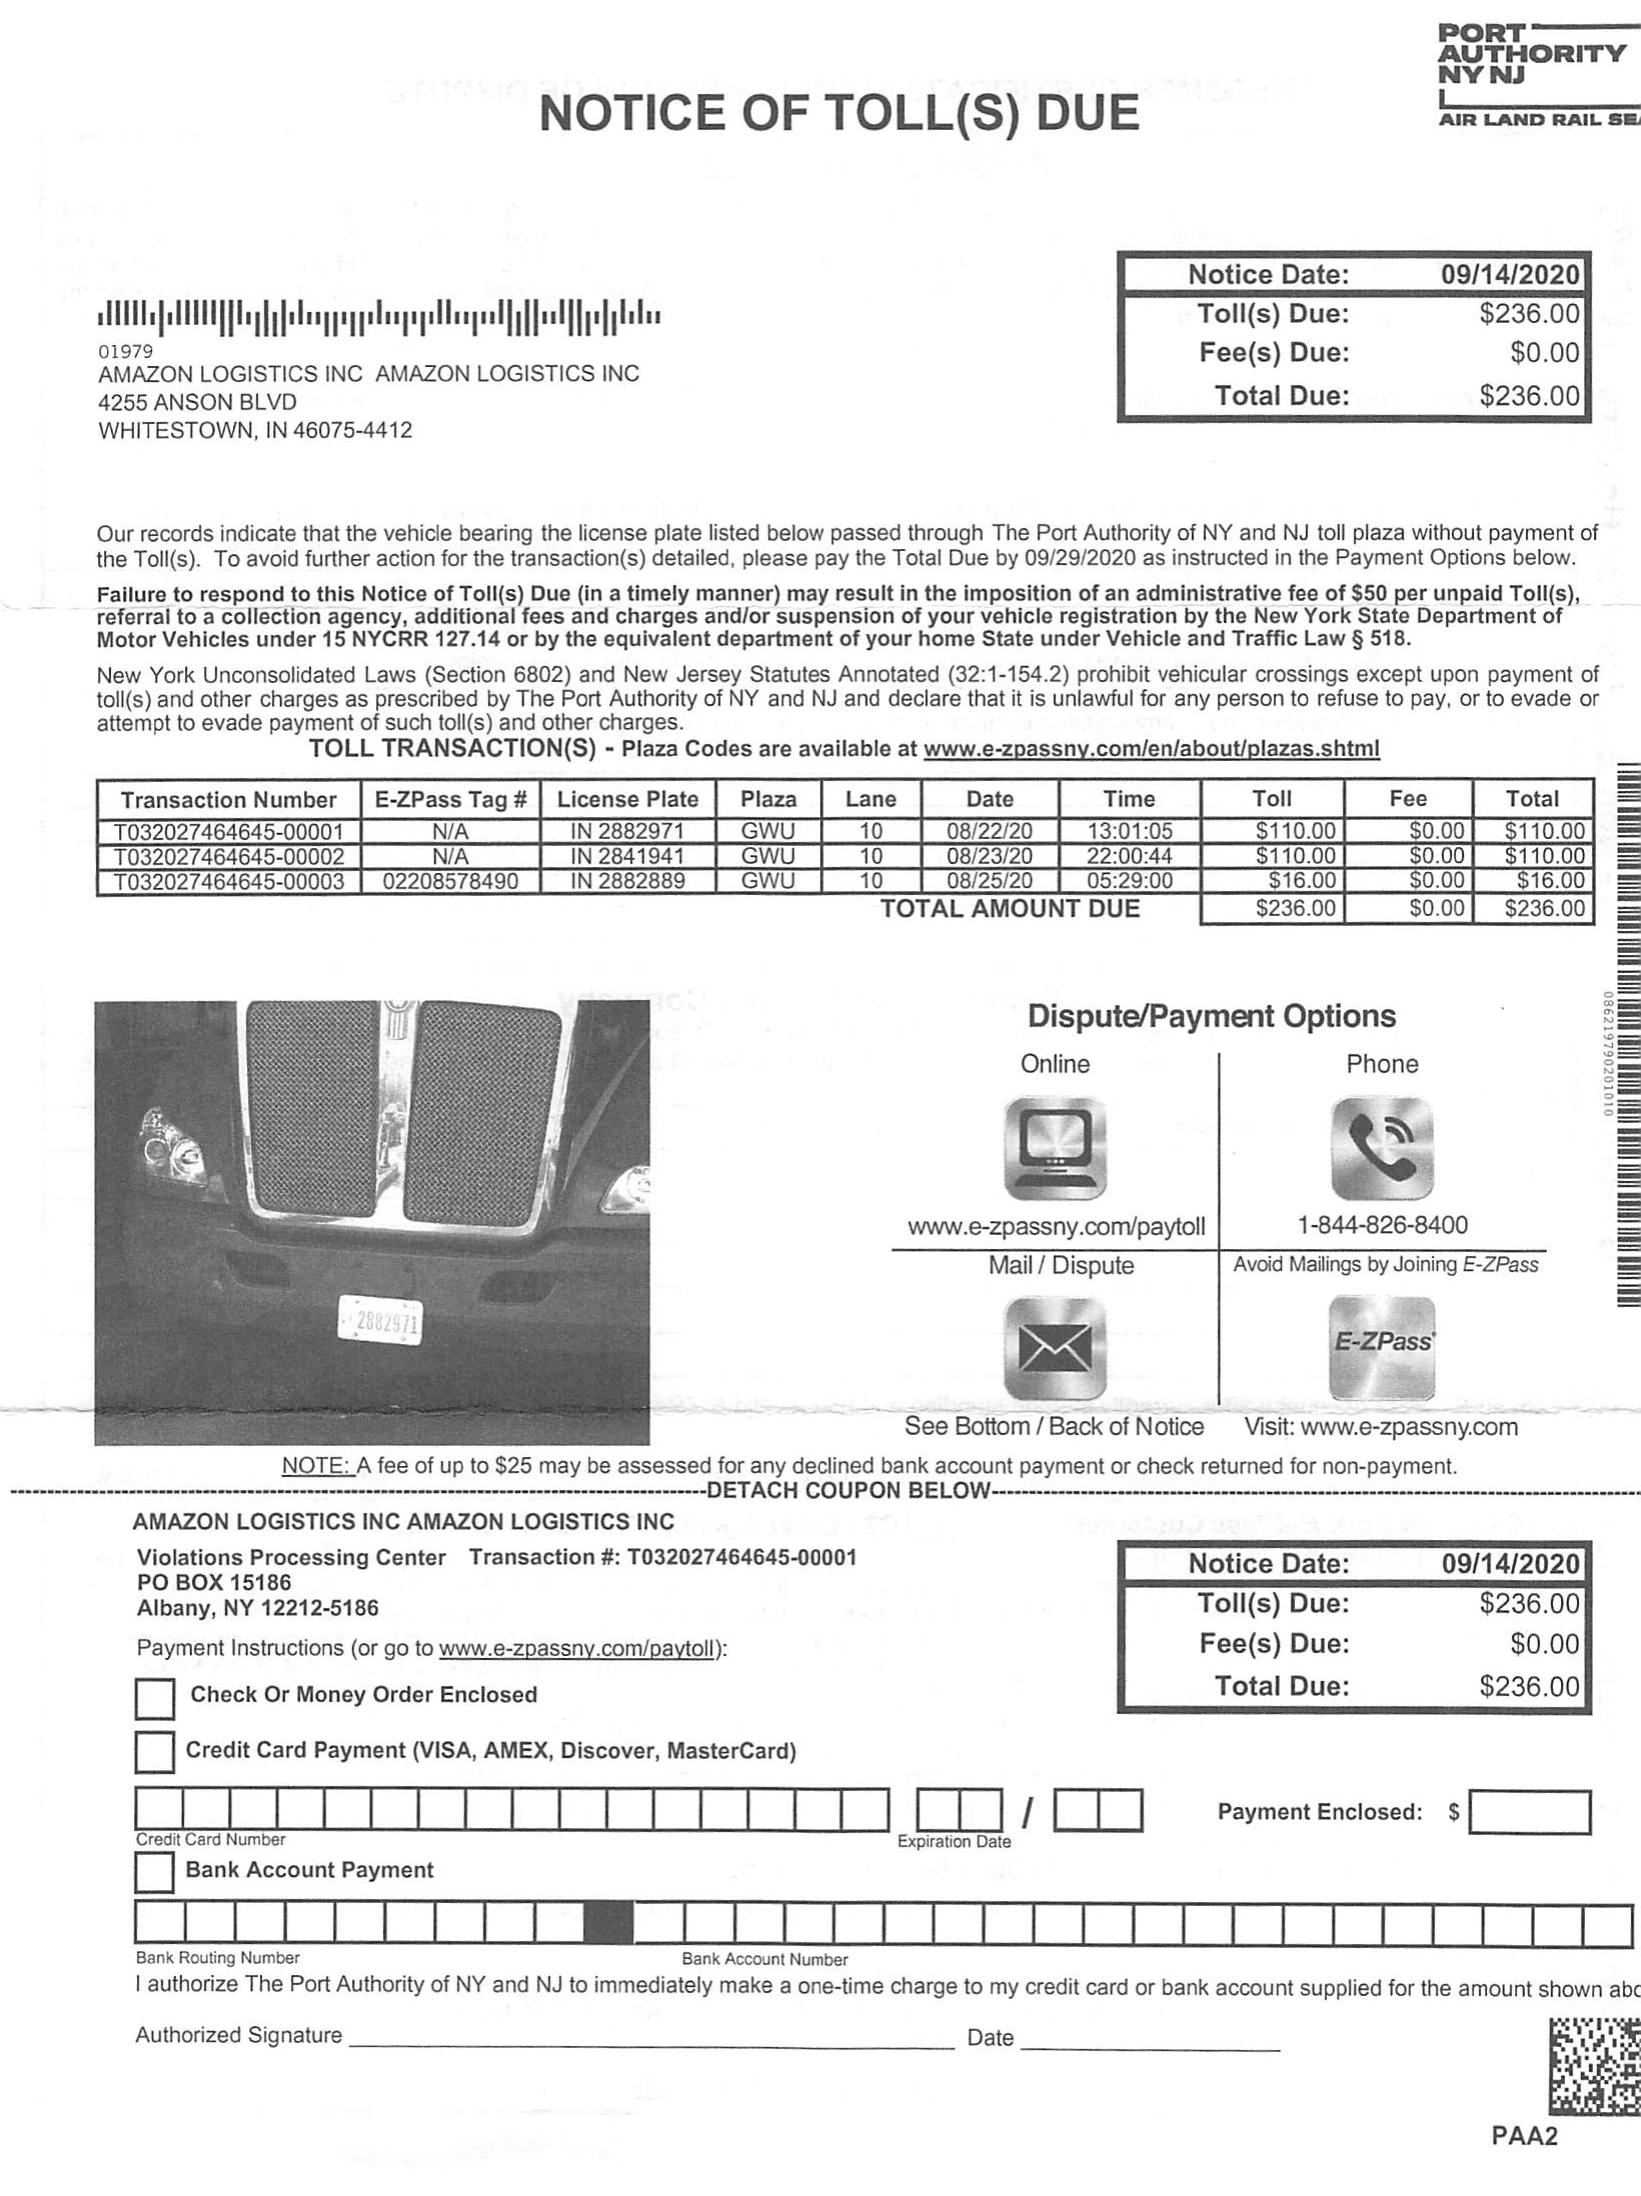 PORT
AUTHORITY
NY NJ
AIR LAND RAIL SEA
NOTICE OF TOLL(S) DUE
Notice Date: 09/14/2020
Toll(s) Due: $236.00
Fee(s) Due: $0.00
Total Due: $236.00
01979
AMAZON LOGISTICS INC AMAZON LOGISTICS INC
4255 ANSON BLVD
WHITESTOWN, IN 46075-4412
Our records indicate that the vehicle bearing the license plate listed below passed through The Port Authority of NY and NJ toll plaza without payment of
the Toll(s). To avoid further action for the transaction(s) detailed, please pay the Total Due by 09/29/2020 as instructed in the Payment Options below.
Failure to respond to this Notice of Toll(s) Due (in a timely manner) may result in the imposition of an administrative fee of $50 per unpaid Toll(s),
referral to a collection agency, additional fees and charges and/or suspension of your vehicle registration by the New York State Department of
Motor Vehicles under 15 NYCRR 127.14 or by the equivalent department of your home State under Vehicle and Traffic Law § 518.
New York Unconsolidated Laws (Section 6802) and New Jersey Statutes Annotated (32:1-154.2) prohibit vehicular crossings except upon payment of
toll(s) and other charges as prescribed by The Port Authority of NY and NJ and declare that it is unlawful for any person to refuse to pay, or to evade or
attempt to evade payment of such toll(s) and other charges.
TOLL TRANSACTION(S) - Plaza Codes are available at www.e-zpassny.com/en/about/plazas.shtml
Transaction Number E-ZPass Tag # License Plate Plaza Lane Date Time Toll Fee Total
T032027464645-00001 N/A IN 2882971 GWU 10 08/22/20 13:01:05 $110.00 $0.00 $110.00
T032027464645-00002 N/A IN 2841941 GWU 10 08/23/20 22:00:44 $110.00 $0.00 $110.00
T032027464645-00003 02208578490 IN 2882889 GWU 10 08/25/20 05:29:00 $16.00 $0.00 $16.00
TOTAL AMOUNT DUE $236.00 $0.00 $236.00
08621979020­1010
2882971
Dispute/Payment Options
Online Phone
www.e-zpassny.com/paytoll 1-844-826-8400
Mail / Dispute Avoid Mailings by Joining E-ZPass
E-ZPass
See Bottom / Back of Notice Visit: www.e-zpassny.com
NOTE: A fee of up to $25 may be assessed for any declined bank account payment or check returned for non-payment.
DETACH COUPON BELOW
AMAZON LOGISTICS INC AMAZON LOGISTICS INC
Violations Processing Center Transaction #: T032027464645-00001
PO BOX 15186
Albany, NY 12212-5186
Notice Date: 09/14/2020
Toll(s) Due: $236.00
Fee(s) Due: $0.00
Total Due: $236.00
Payment Instructions (or go to www.e-zpassny.com/paytoll):
Check Or Money Order Enclosed
Credit Card Payment (VISA, AMEX, Discover, MasterCard)
/ Payment Enclosed: $
Credit Card Number Expiration Date
Bank Account Payment
Bank Routing Number Bank Account Number
I authorize The Port Authority of NY and NJ to immediately make a one-time charge to my credit card or bank account supplied for the amount shown abo
Authorized Signature Date
PAA2